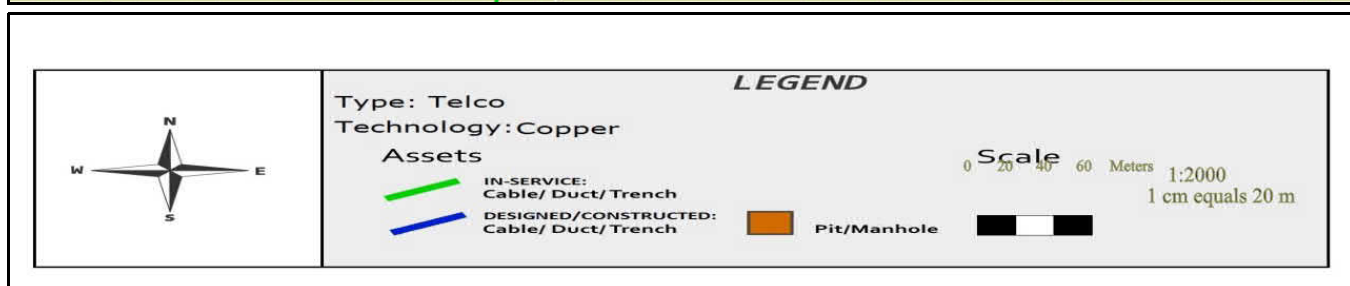 N
W E
S
LEGEND
Type: Telco
Technology: Copper
Assets
IN-SERVICE:
Cable/ Duct/ Trench
DESIGNED/CONSTRUCTED:
Cable/ Duct/ Trench
Pit/Manhole
Scale
0 20 40 60 Meters
1:2000
1 cm equals 20 m